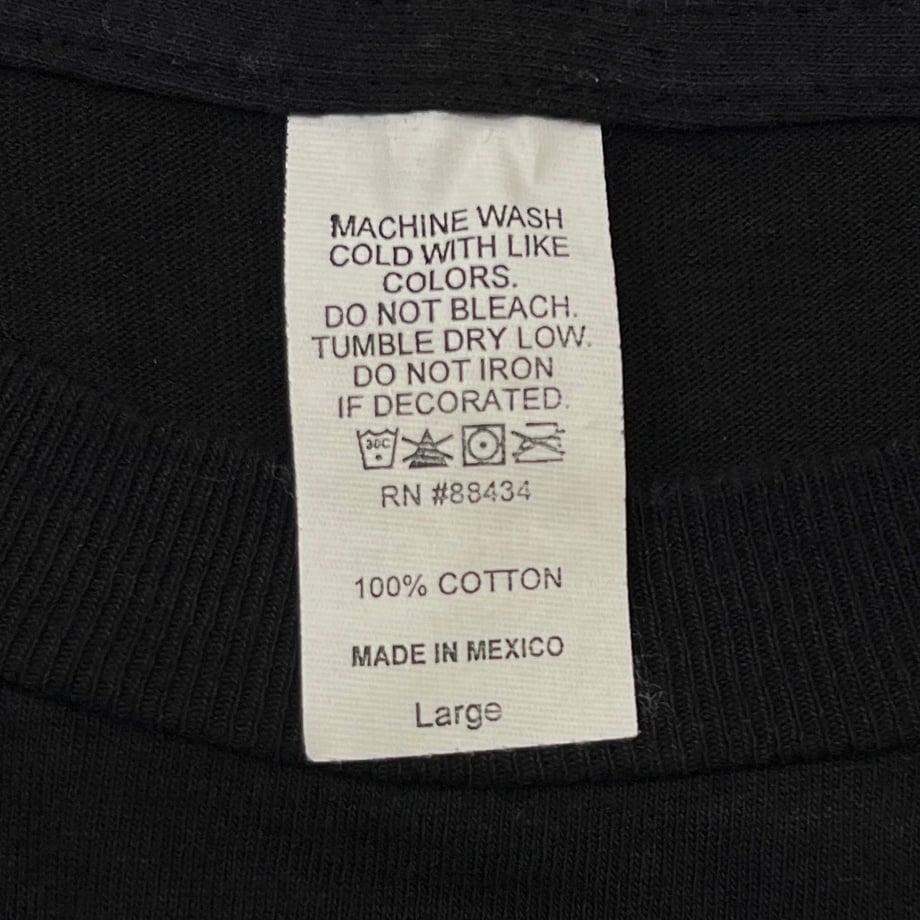 MACHINE WASH
COLD WITH LIKE
COLORS.
DO NOT BLEACH.
TUMBLE DRY LOW.
DO NOT IRON
IF DECORATED.
30C
RN #88434
100% COTTON
MADE IN MEXICO
Large